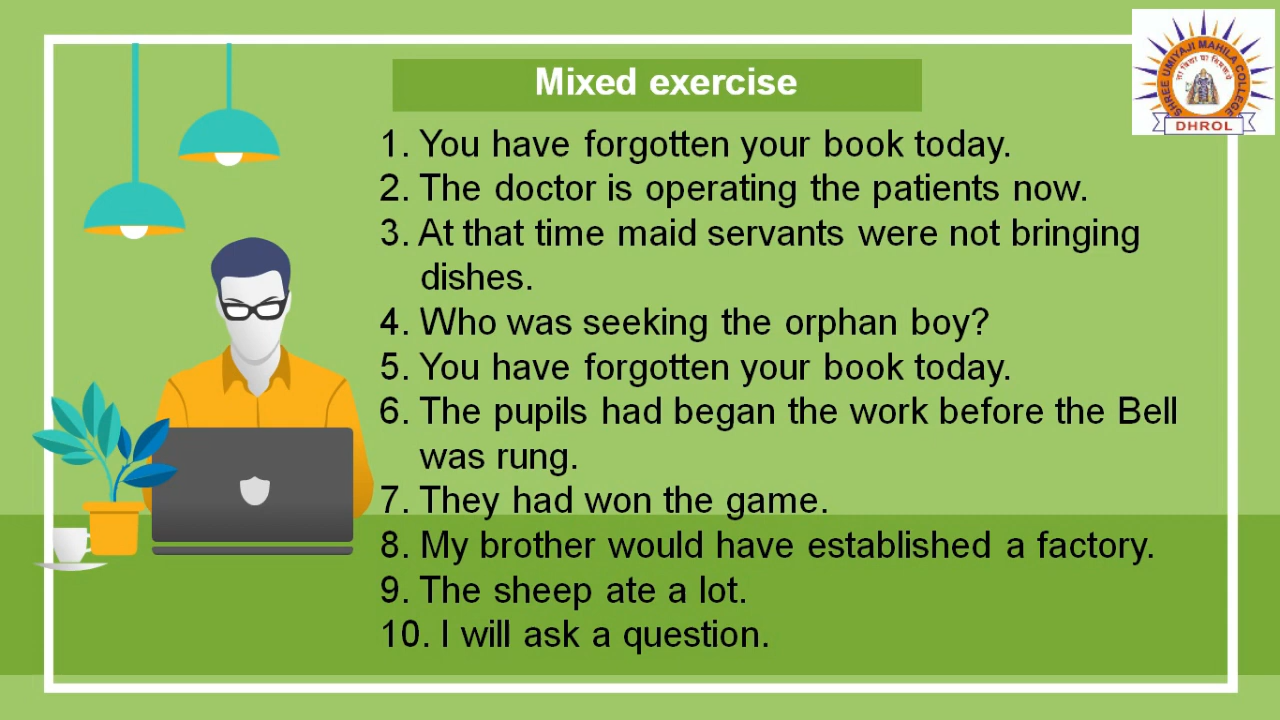 Mixed exercise
1. You have forgotten your book today.
2. The doctor is operating the patients now.
3. At that time maid servants were not bringing
dishes.
4. Who was seeking the orphan boy?
5. You have forgotten your book today.
6. The pupils had began the work before the Bell
was rung.
7. They had won the game.
8. My brother would have established a factory.
9. The sheep ate a lot.
10. I will ask a question.
SHREE UMIYAJI MAHILA COLLEGE
DHROL